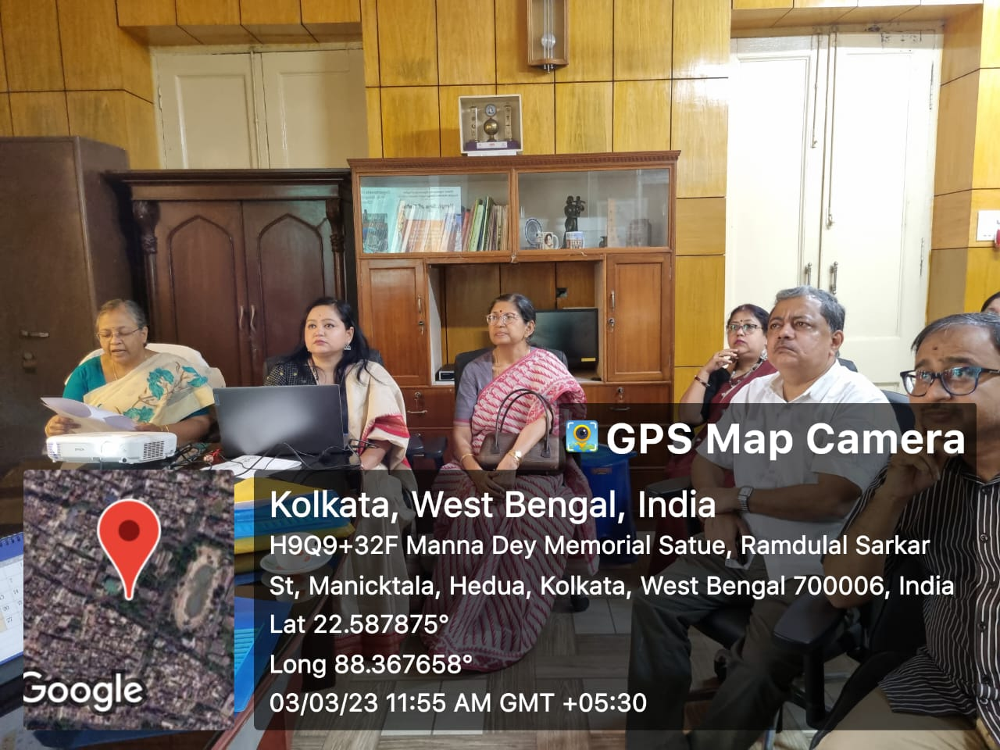 EPSON
GPS Map Camera
Kolkata, West Bengal, India
H9Q9+32F Manna Dey Memorial Satue, Ramdulal Sarkar
St, Manicktala, Hedua, Kolkata, West Bengal 700006, India
Lat 22.587875°
Long 88.367658°
03/03/23 11:55 AM GMT +05:30
Google